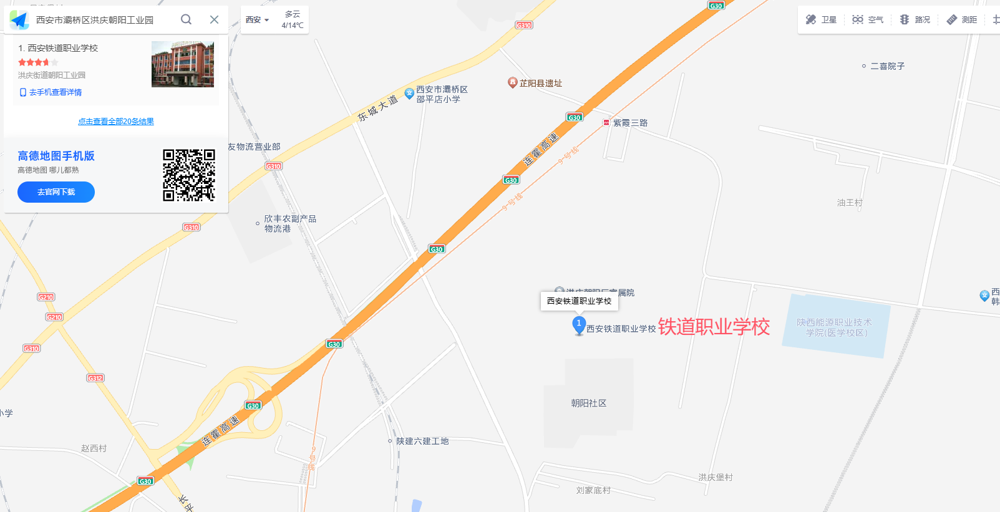 西安市灞桥区洪庆朝阳工业园
西安
多云
4/14℃
卫星
空气
路况
测距
1. 西安铁道职业学校
洪庆街道朝阳工业园
去手机查看详情
点击查看全部20条结果
高德地图手机版
高德地图 哪儿都熟
去官网下载
G30
G310
二喜院子
芷阳县遗址
西安市灞桥区
邵平店小学
东城大道
G30
紫霞三路
连霍高速
9号线
友物流营业部
G310
G30
9号线
油王村
欣丰农副产品
物流港
G310
G30
西
韩
洪庆朝阳厂家属院
西安铁道职业学校
1
西安铁道职业学校
铁道职业学校
陕西能源职业技术
学院(医学校区)
G210
G210
G310
G30
G312
朝阳社区
G30
小学
连霍高速
赵西村
陕建六建工地
9号线
G30
洪庆堡村
刘家底村
长平